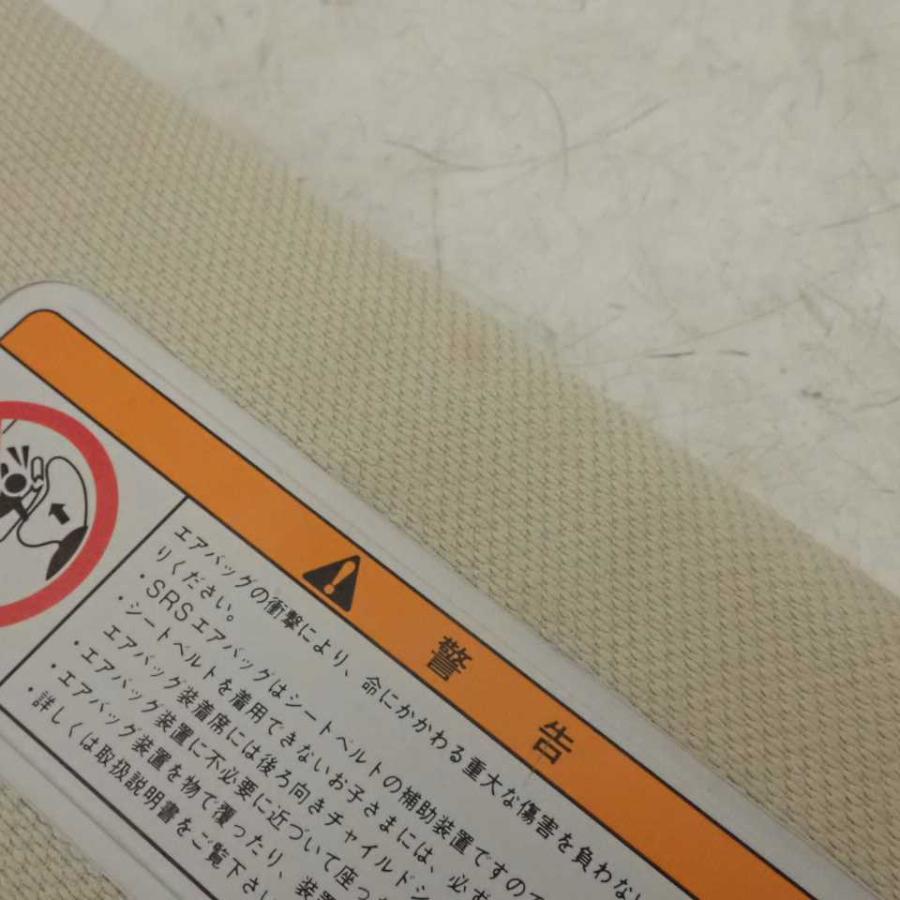 警告
エアバッグの衝撃により、命にかかわる重大な傷害を負わない
りください。
・SRSエアバッグはシートベルトの補助装置ですので
・シートベルトを着用できないお子さまには、必ず
エアバッグ装着席には後ろ向きチャイルドシ
・エアバッグ装置に不必要に近づいて座っ
・エアバッグ装置を物で覆ったり、装
・詳しくは取扱説明書をご覧下さい